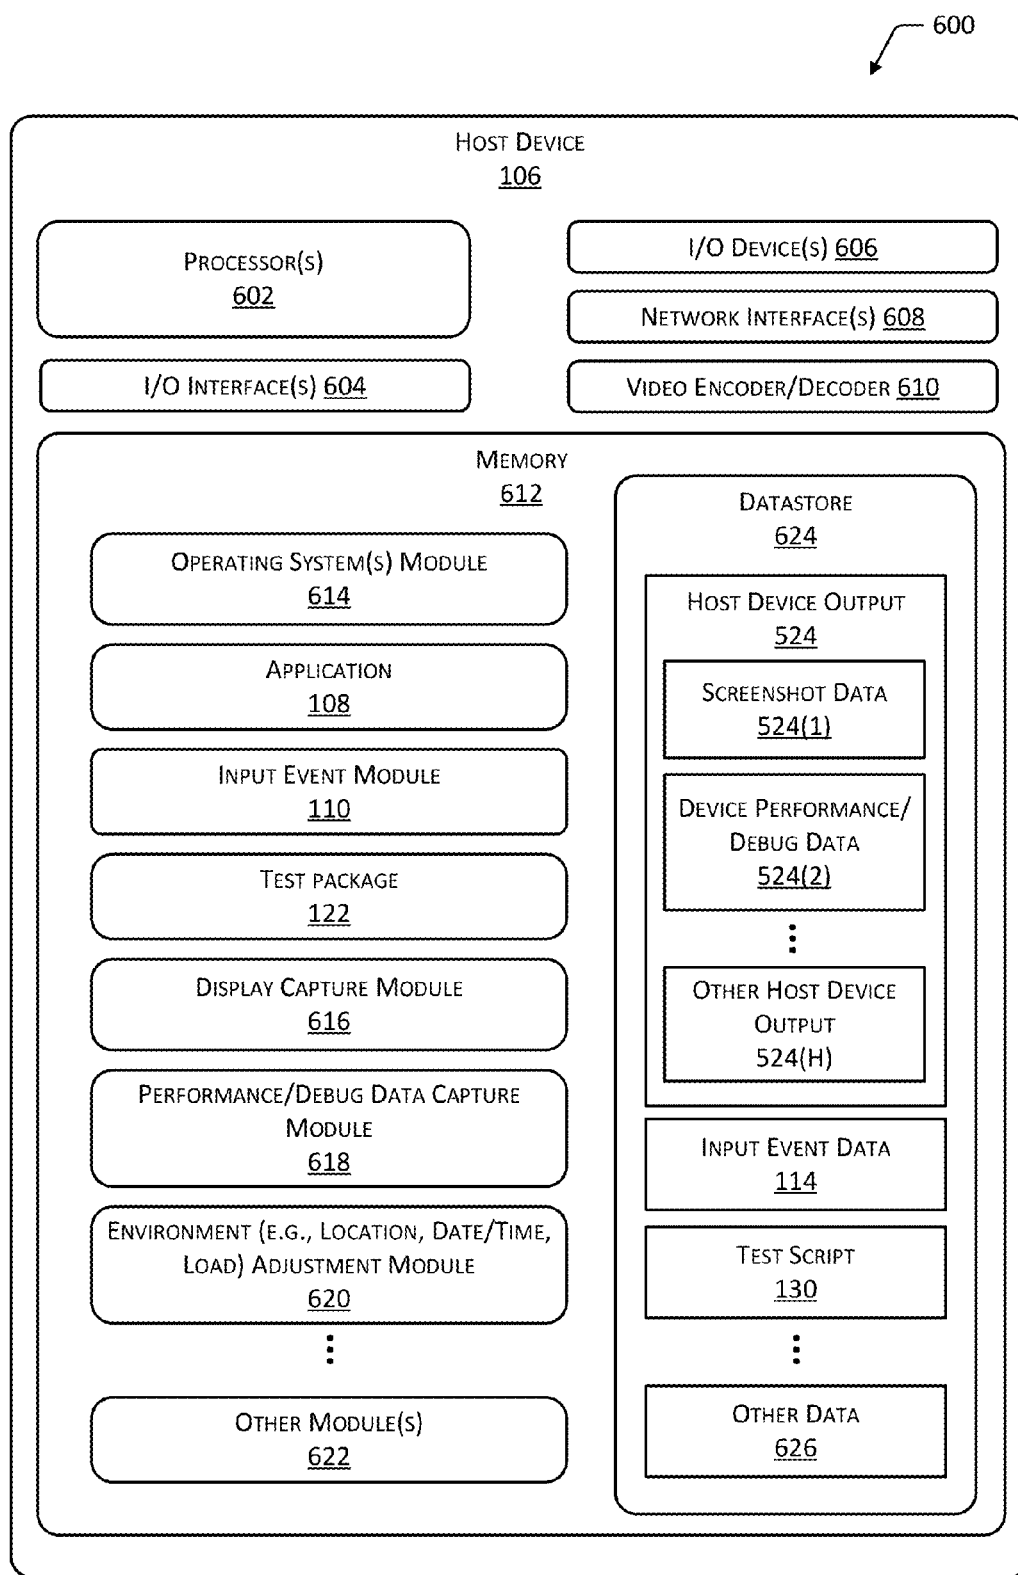 600
HOST DEVICE
106
PROCESSOR(S)
602
I/O INTERFACE(S) 604
I/O DEVICE(S) 606
NETWORK INTERFACE(S) 608
VIDEO ENCODER/DECODER 610
MEMORY
612
OPERATING SYSTEM(S) MODULE
614
APPLICATION
108
INPUT EVENT MODULE
110
TEST PACKAGE
122
DISPLAY CAPTURE MODULE
616
PERFORMANCE/DEBUG DATA CAPTURE
MODULE
618
ENVIRONMENT (E.G., LOCATION, DATE/TIME,
LOAD) ADJUSTMENT MODULE
620
OTHER MODULE(S)
622
DATASTORE
624
HOST DEVICE OUTPUT
524
SCREENSHOT DATA
524(1)
DEVICE PERFORMANCE/
DEBUG DATA
524(2)
OTHER HOST DEVICE
OUTPUT
524(H)
INPUT EVENT DATA
114
TEST SCRIPT
130
OTHER DATA
626